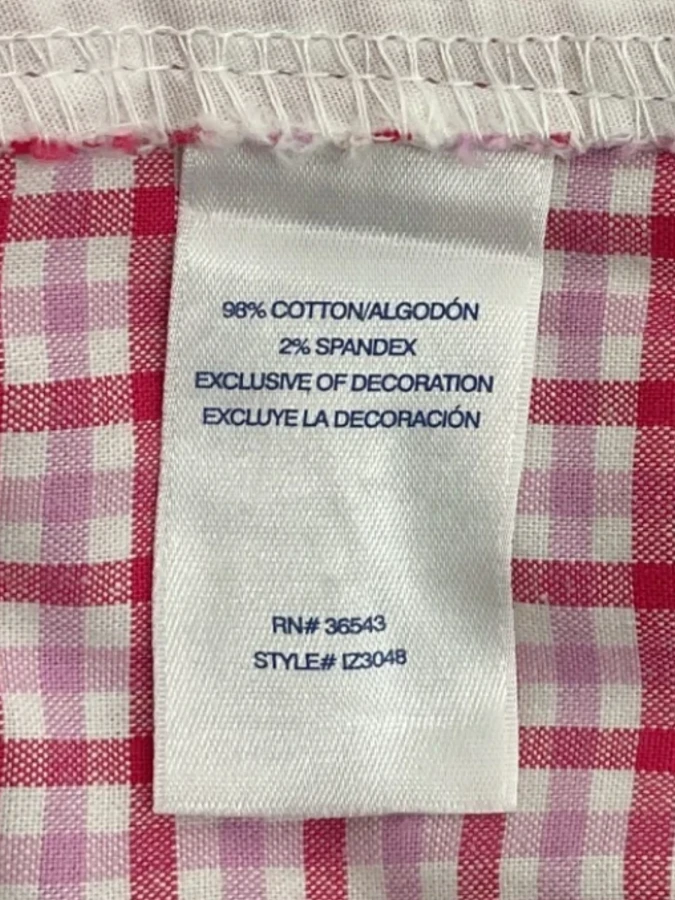 98% COTTON/ALGODÓN
2% SPANDEX
EXCLUSIVE OF DECORATION
EXCLUYE LA DECORACIÓN
RN# 36543
STYLE# IZ3048